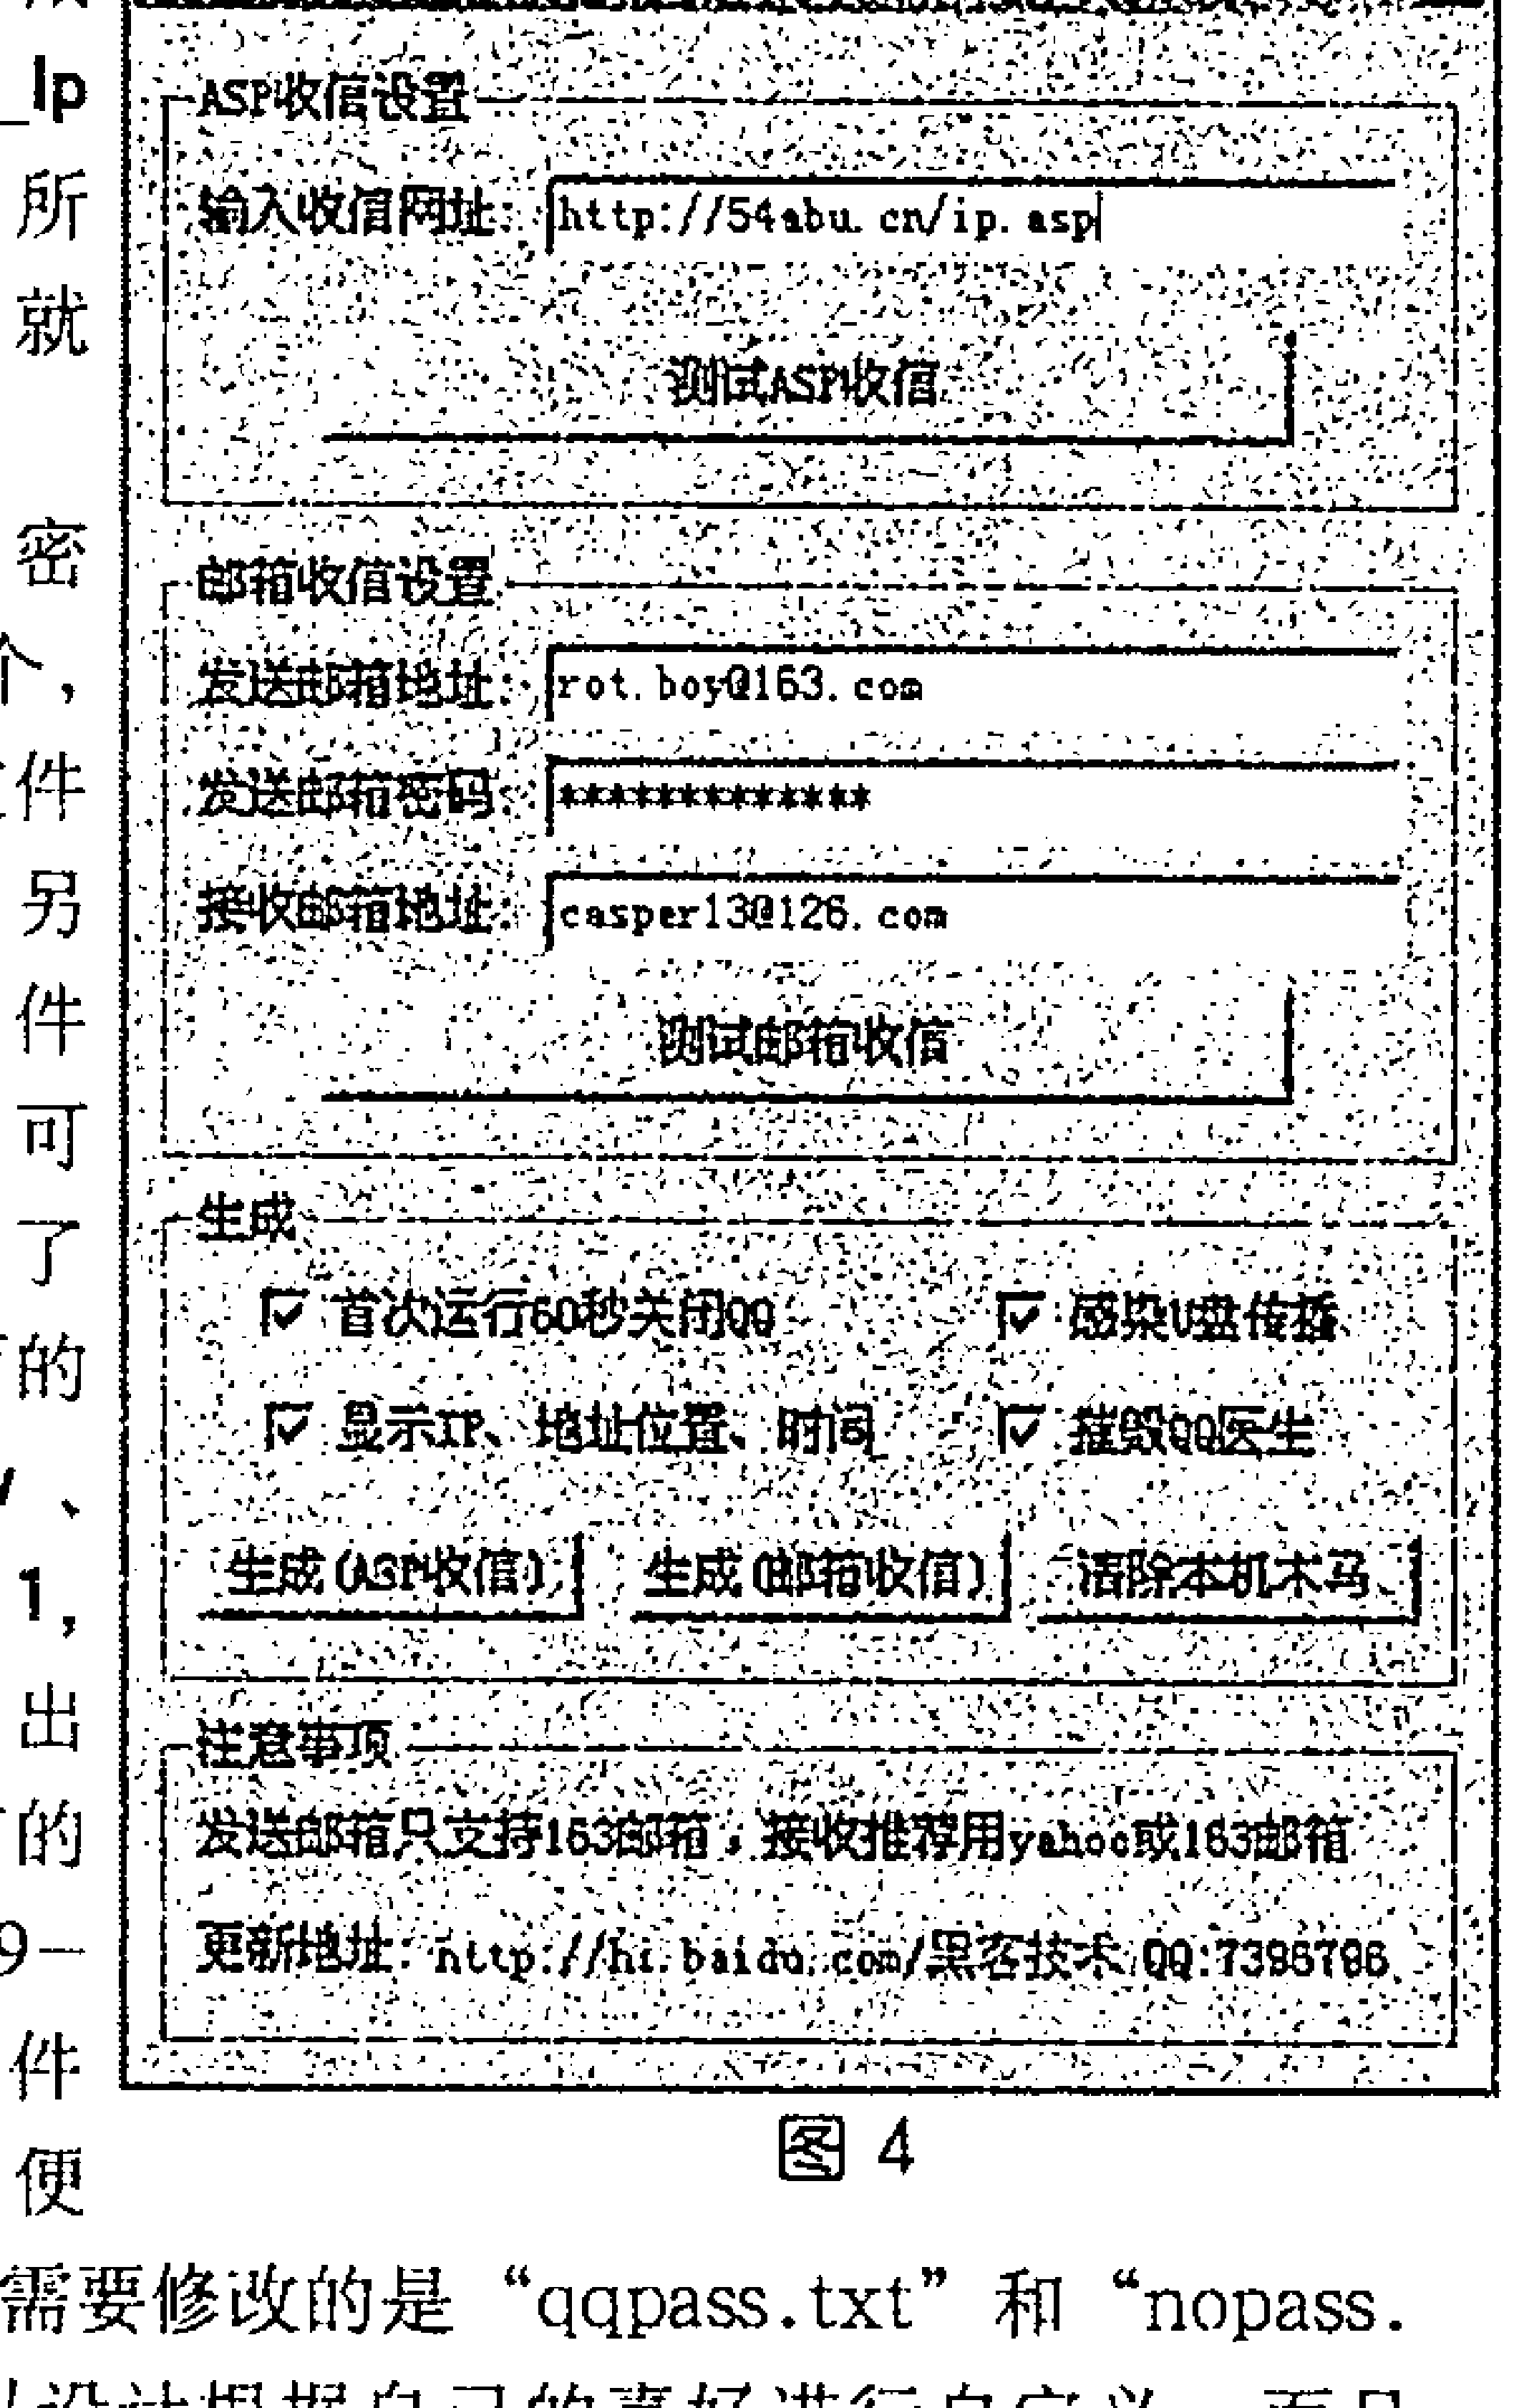 _Ip
所
就
密
个，
件
另
件
可
了
的
、
1，
出
的
9-
件
便
ASP收信设置
输入收信网址： http://54abu.cn/ip.asp
测试ASP收信
邮箱收信设置
发送邮箱地址： rot.boy@163.com
发送邮箱密码： *************
接收邮箱地址： casper13@126.com
测试邮箱收信
生成
首次运行60秒关闭QQ 感染U盘传播
显示IP、地址位置、时间 摧毁QQ医生
生成(ASP收信) 生成(邮箱收信) 清除本机木马
注意事项
发送邮箱只支持163邮箱，接收推荐用yahoo或163邮箱
更新地址：http://hi.baidu.com/黑客技术 QQ:7396796
图 4
需要修改的是“qqpass.txt”和“nopass.